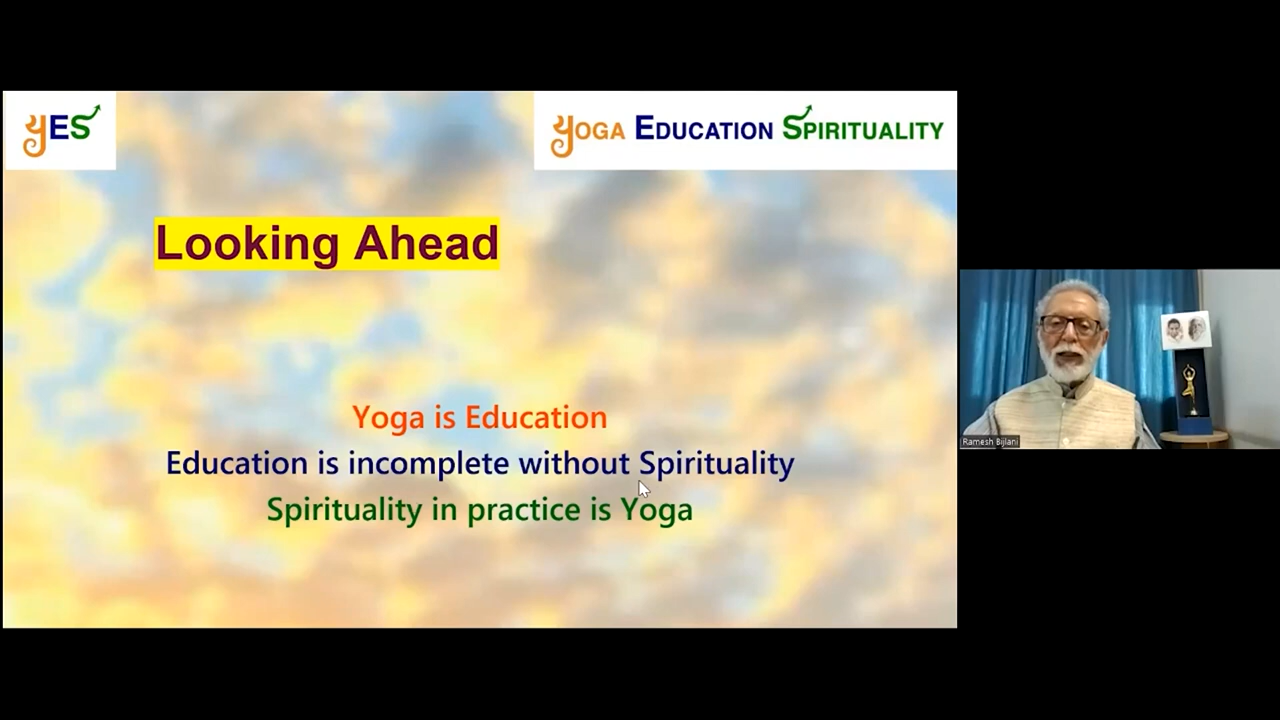 YES
YOGA EDUCATION SPIRITUALITY
Looking Ahead
Yoga is Education
Education is incomplete without Spirituality
Spirituality in practice is Yoga
Ramesh Bijlani